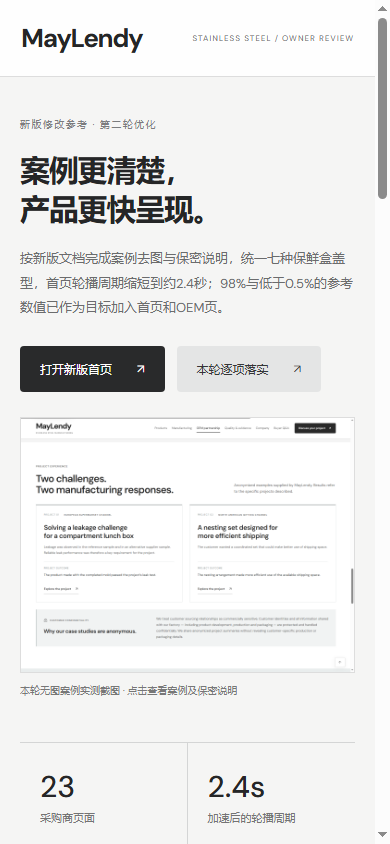 MayLendy
STAINLESS STEEL / OWNER REVIEW
新版修改参考 · 第二轮优化
案例更清楚，
产品更快呈现。
按新版文档完成案例去图与保密说明，统一七种保鲜盒盖
型，首页轮播周期缩短到约2.4秒；98%与低于0.5%的参考
数值已作为目标加入首页和OEM页。
打开新版首页
本轮逐项落实
MayLendy
Two challenges.
Two manufacturing responses.
Solving a leakage challenge
for a compartment lunch box
A nesting set designed for
more efficient shipping
Explore the project
Explore the project
Why our case studies are anonymous.
本轮无图案例实测截图 · 点击查看案例及保密说明
23
2.4s
采购商页面
加速后的轮播周期